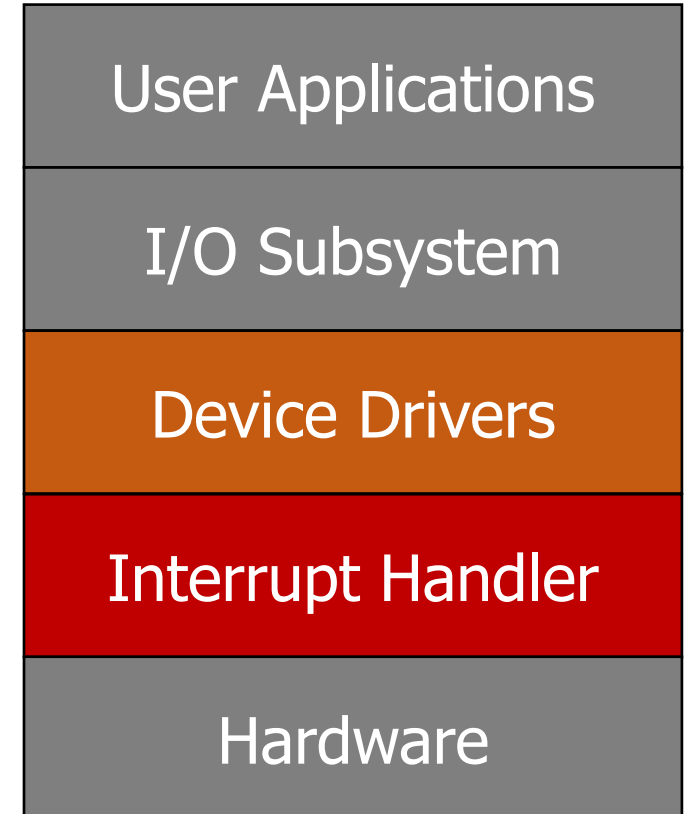 User Applications
I/O Subsystem
Device Drivers
Interrupt Handler
Hardware